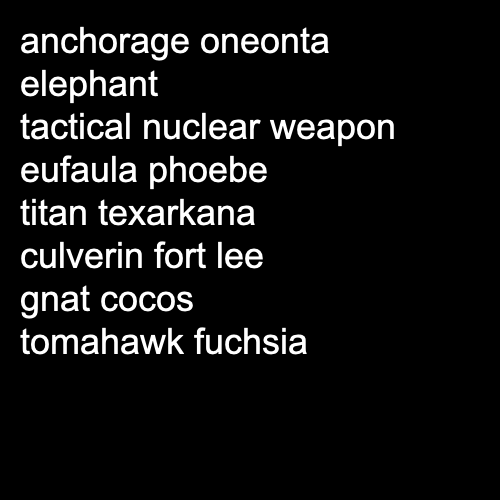 anchorage oneonta
elephant
tactical nuclear weapon
eufaula phoebe
titan texarkana
culverin fort lee
gnat cocos
tomahawk fuchsia